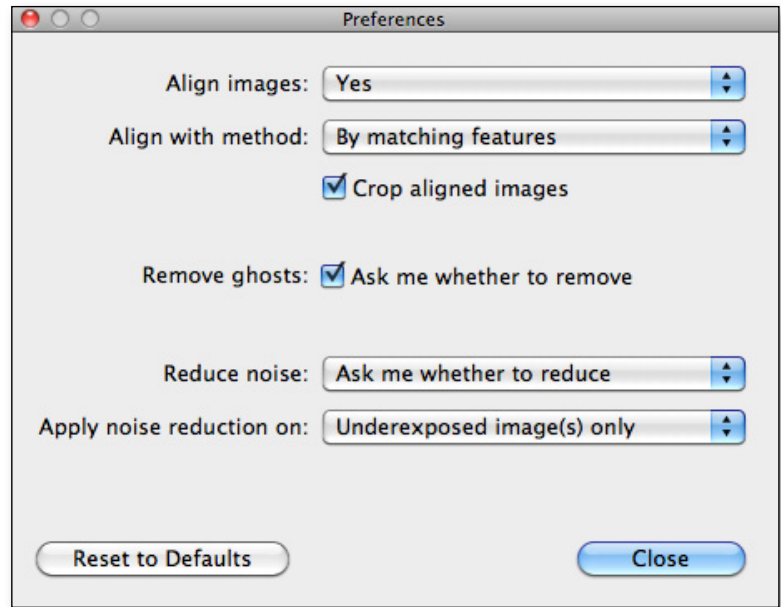 Preferences
Align images: Yes
Align with method: By matching features
Crop aligned images
Remove ghosts: Ask me whether to remove
Reduce noise: Ask me whether to reduce
Apply noise reduction on: Underexposed image(s) only
Reset to Defaults Close